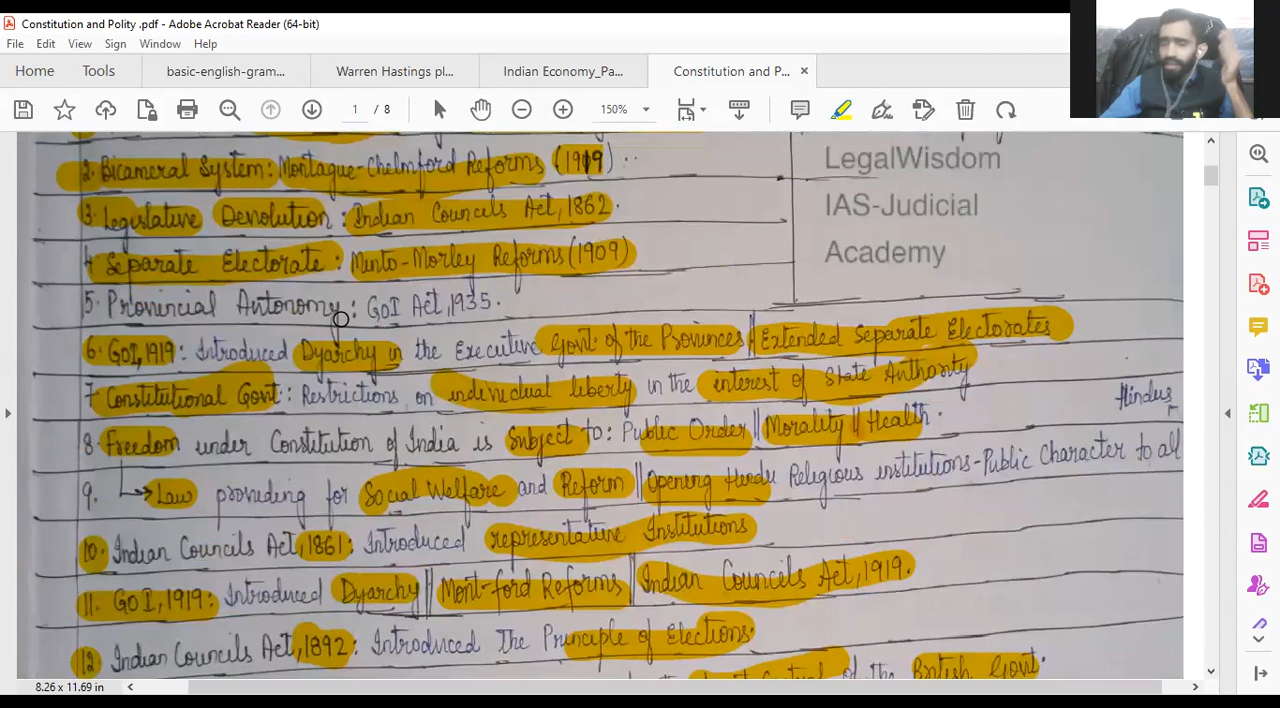 Constitution and Polity .pdf - Adobe Acrobat Reader (64-bit)
File Edit View Sign Window Help
Home Tools basic-english-gram... Warren Hastings pl... Indian Economy_Pa... Constitution and P... ×
1 / 8 150%
2. Bicameral System: Montague-Chelmford Reforms (1919)
3. Legislative Devolution: Indian Councils Act, 1862.
4. Separate Electorate: Minto-Morley Reforms (1909)
5. Provincial Autonomy: GOI Act, 1935.
6. GOI, 1919: Introduced Dyarchy in the Executive Govt. of the Provinces || Extended Separate Electorates
7. Constitutional Govt: Restrictions on individual liberty in the interest of State Authority
8. Freedom under Constitution of India is Subject to: Public Order || Morality || Health.
Hindus
9. Law providing for Social Welfare and Reform || Opening Hindu Religious institutions-Public Character to all
10. Indian Councils Act, 1861: Introduced representative Institutions
11. GOI, 1919: Introduced Dyarchy || Mont-ford Reforms || Indian Councils Act, 1919.
12 Indian Councils Act, 1892: Introduced the Principle of Elections.
of the British Govt.
LegalWisdom
IAS-Judicial
Academy
8.26 x 11.69 in